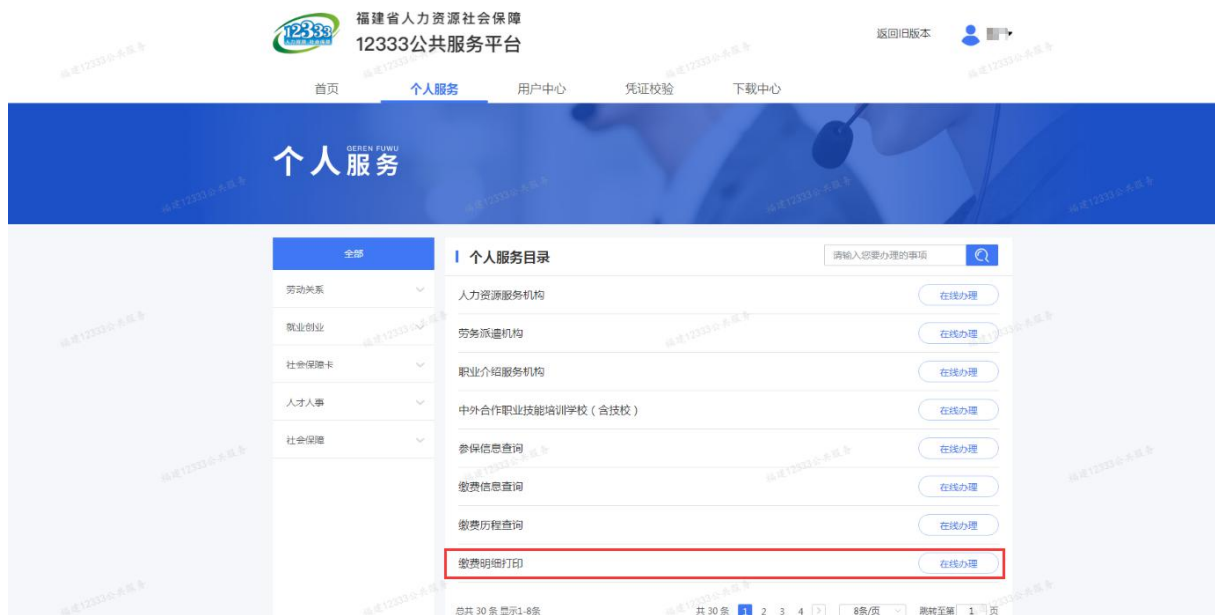 12333
福建省人力资源社会保障
12333公共服务平台
返回旧版本
首页 个人服务 用户中心 凭证校验 下载中心
个人服务
GEREN FUWU
全部
劳动关系
就业创业
社会保障卡
人才人事
社会保障
个人服务目录
请输入您要办理的事项
人力资源服务机构 在线办理
劳务派遣机构 在线办理
职业介绍服务机构 在线办理
中外合作职业技能培训学校（含技校） 在线办理
参保信息查询 在线办理
缴费信息查询 在线办理
缴费历程查询 在线办理
缴费明细打印 在线办理
总共 30 条 显示1-8条 共 30 条 1 2 3 4 > 8条/页 跳转至第 1 页
福建12333公共服务